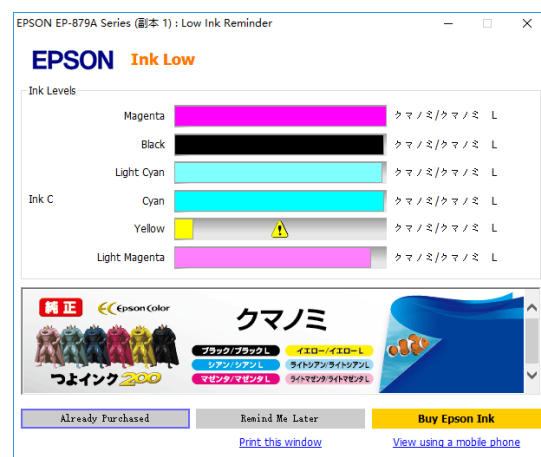 EPSON EP-879A Series (副本 1) : Low Ink Reminder
EPSON Ink Low
Ink Levels
Magenta クマノミ/クマノミ L
Black クマノミ/クマノミ L
Light Cyan クマノミ/クマノミ L
Ink C Cyan クマノミ/クマノミ L
Yellow クマノミ/クマノミ L
Light Magenta クマノミ/クマノミ L
純正 Epson Color
クマノミ
ブラック/ブラックL イエロー/イエローL
シアン/シアンL ライトシアン/ライトシアンL
つよインク200 マゼンタ/マゼンタL ライトマゼンタ/ライトマゼンタL
Already Purchased Remind Me Later Buy Epson Ink
Print this window View using a mobile phone